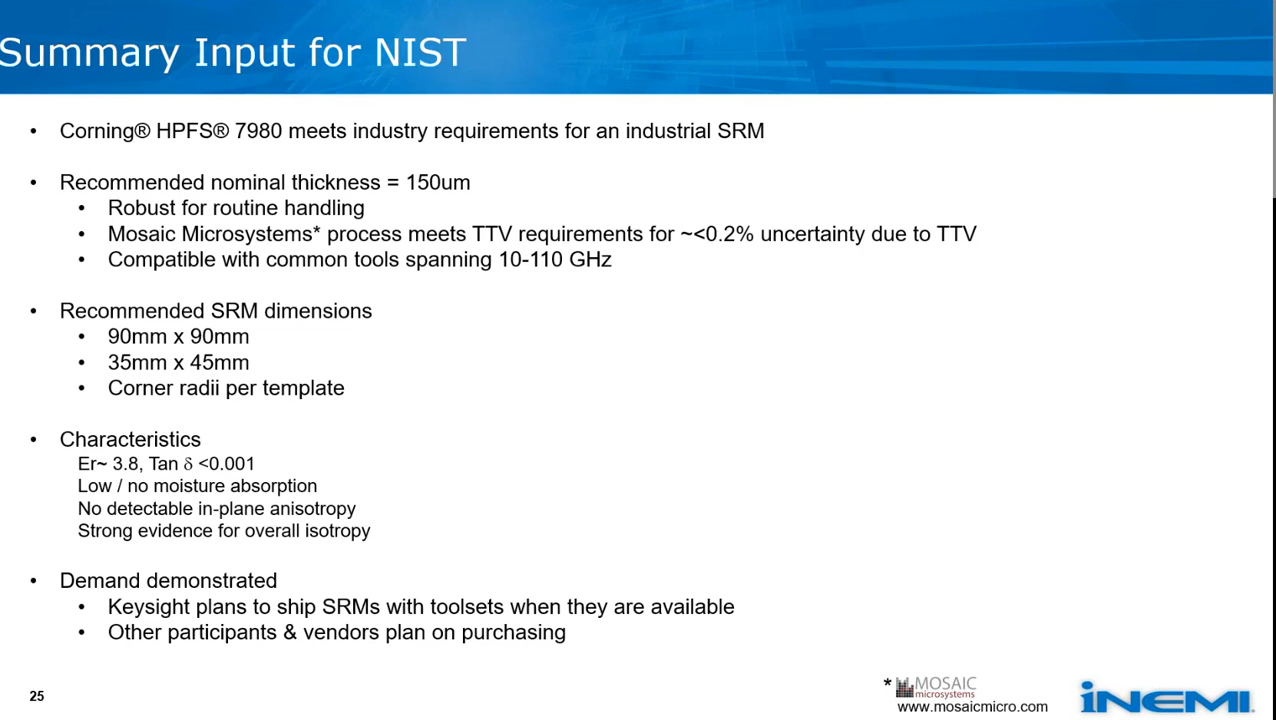 Summary Input for NIST
• Corning® HPFS® 7980 meets industry requirements for an industrial SRM
• Recommended nominal thickness = 150um
• Robust for routine handling
• Mosaic Microsystems* process meets TTV requirements for ~<0.2% uncertainty due to TTV
• Compatible with common tools spanning 10-110 GHz
• Recommended SRM dimensions
• 90mm x 90mm
• 35mm x 45mm
• Corner radii per template
• Characteristics
Er~ 3.8, Tan δ <0.001
Low / no moisture absorption
No detectable in-plane anisotropy
Strong evidence for overall isotropy
• Demand demonstrated
• Keysight plans to ship SRMs with toolsets when they are available
• Other participants & vendors plan on purchasing
25
* MOSAIC
microsystems
www.mosaicmicro.com
iNEMI.